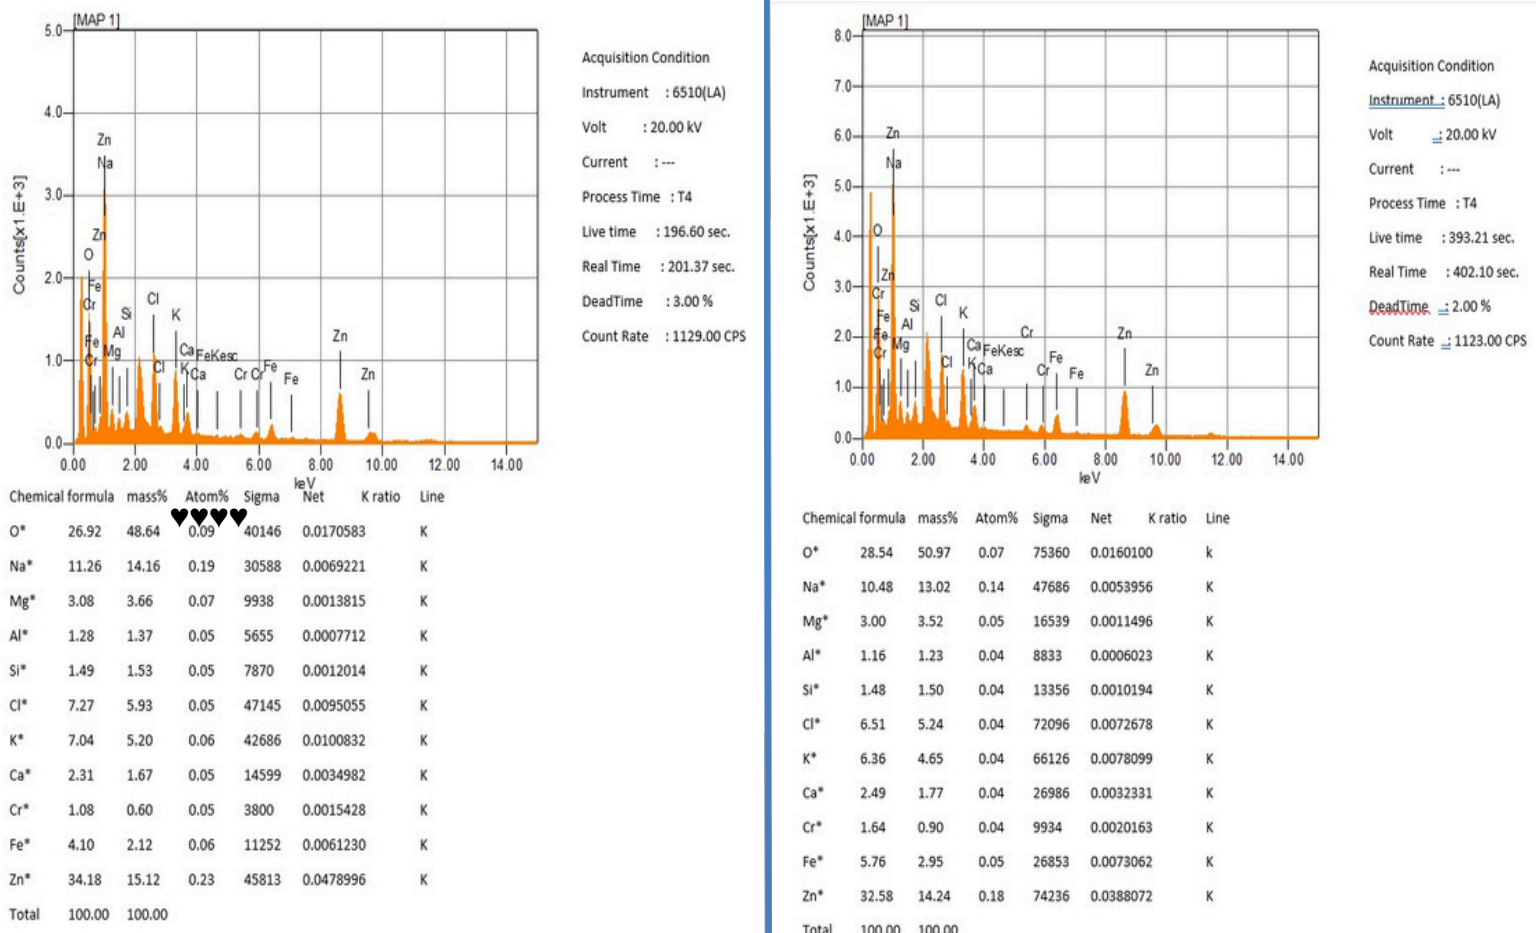 [MAP 1]
5.0
4.0
3.0
2.0
1.0
0.0
Counts[x1.E+3]
Zn
Na
Zn
O
Fe
Cr
Fe
Cr
Mg
Al
Si
Cl
Cl
K
Ca
K
Ca
FeKesc
Cr
Cr
Fe
Fe
Zn
Zn
0.00 2.00 4.00 6.00 8.00 10.00 12.00 14.00
keV
Acquisition Condition
Instrument : 6510(LA)
Volt : 20.00 kV
Current : ---
Process Time : T4
Live time : 196.60 sec.
Real Time : 201.37 sec.
DeadTime : 3.00 %
Count Rate : 1129.00 CPS
Chemical formula mass% Atom% Sigma Net K ratio Line
♥♥♥♥
O* 26.92 48.64 0.09 40146 0.0170583 K
Na* 11.26 14.16 0.19 30588 0.0069221 K
Mg* 3.08 3.66 0.07 9938 0.0013815 K
Al* 1.28 1.37 0.05 5655 0.0007712 K
Si* 1.49 1.53 0.05 7870 0.0012014 K
Cl* 7.27 5.93 0.05 47145 0.0095055 K
K* 7.04 5.20 0.06 42686 0.0100832 K
Ca* 2.31 1.67 0.05 14599 0.0034982 K
Cr* 1.08 0.60 0.05 3800 0.0015428 K
Fe* 4.10 2.12 0.06 11252 0.0061230 K
Zn* 34.18 15.12 0.23 45813 0.0478996 K
Total 100.00 100.00
[MAP 1]
8.0
7.0
6.0
5.0
4.0
3.0
2.0
1.0
0.0
Counts[x1.E+3]
Zn
Na
O
Zn
Cr
Fe
Fe
Cr
Mg
Al
Si
Cl
Cl
K
Ca
K
Ca
FeKesc
Cr
Cr
Fe
Fe
Zn
Zn
0.00 2.00 4.00 6.00 8.00 10.00 12.00 14.00
keV
Acquisition Condition
Instrument : 6510(LA)
Volt : 20.00 kV
Current : ---
Process Time : T4
Live time : 393.21 sec.
Real Time : 402.10 sec.
DeadTime : 2.00 %
Count Rate : 1123.00 CPS
Chemical formula mass% Atom% Sigma Net K ratio Line
O* 28.54 50.97 0.07 75360 0.0160100 k
Na* 10.48 13.02 0.14 47686 0.0053956 K
Mg* 3.00 3.52 0.05 16539 0.0011496 K
Al* 1.16 1.23 0.04 8833 0.0006023 K
Si* 1.48 1.50 0.04 13356 0.0010194 K
Cl* 6.51 5.24 0.04 72096 0.0072678 K
K* 6.36 4.65 0.04 66126 0.0078099 K
Ca* 2.49 1.77 0.04 26986 0.0032331 K
Cr* 1.64 0.90 0.04 9934 0.0020163 K
Fe* 5.76 2.95 0.05 26853 0.0073062 K
Zn* 32.58 14.24 0.18 74236 0.0388072 K
Total 100.00 100.00